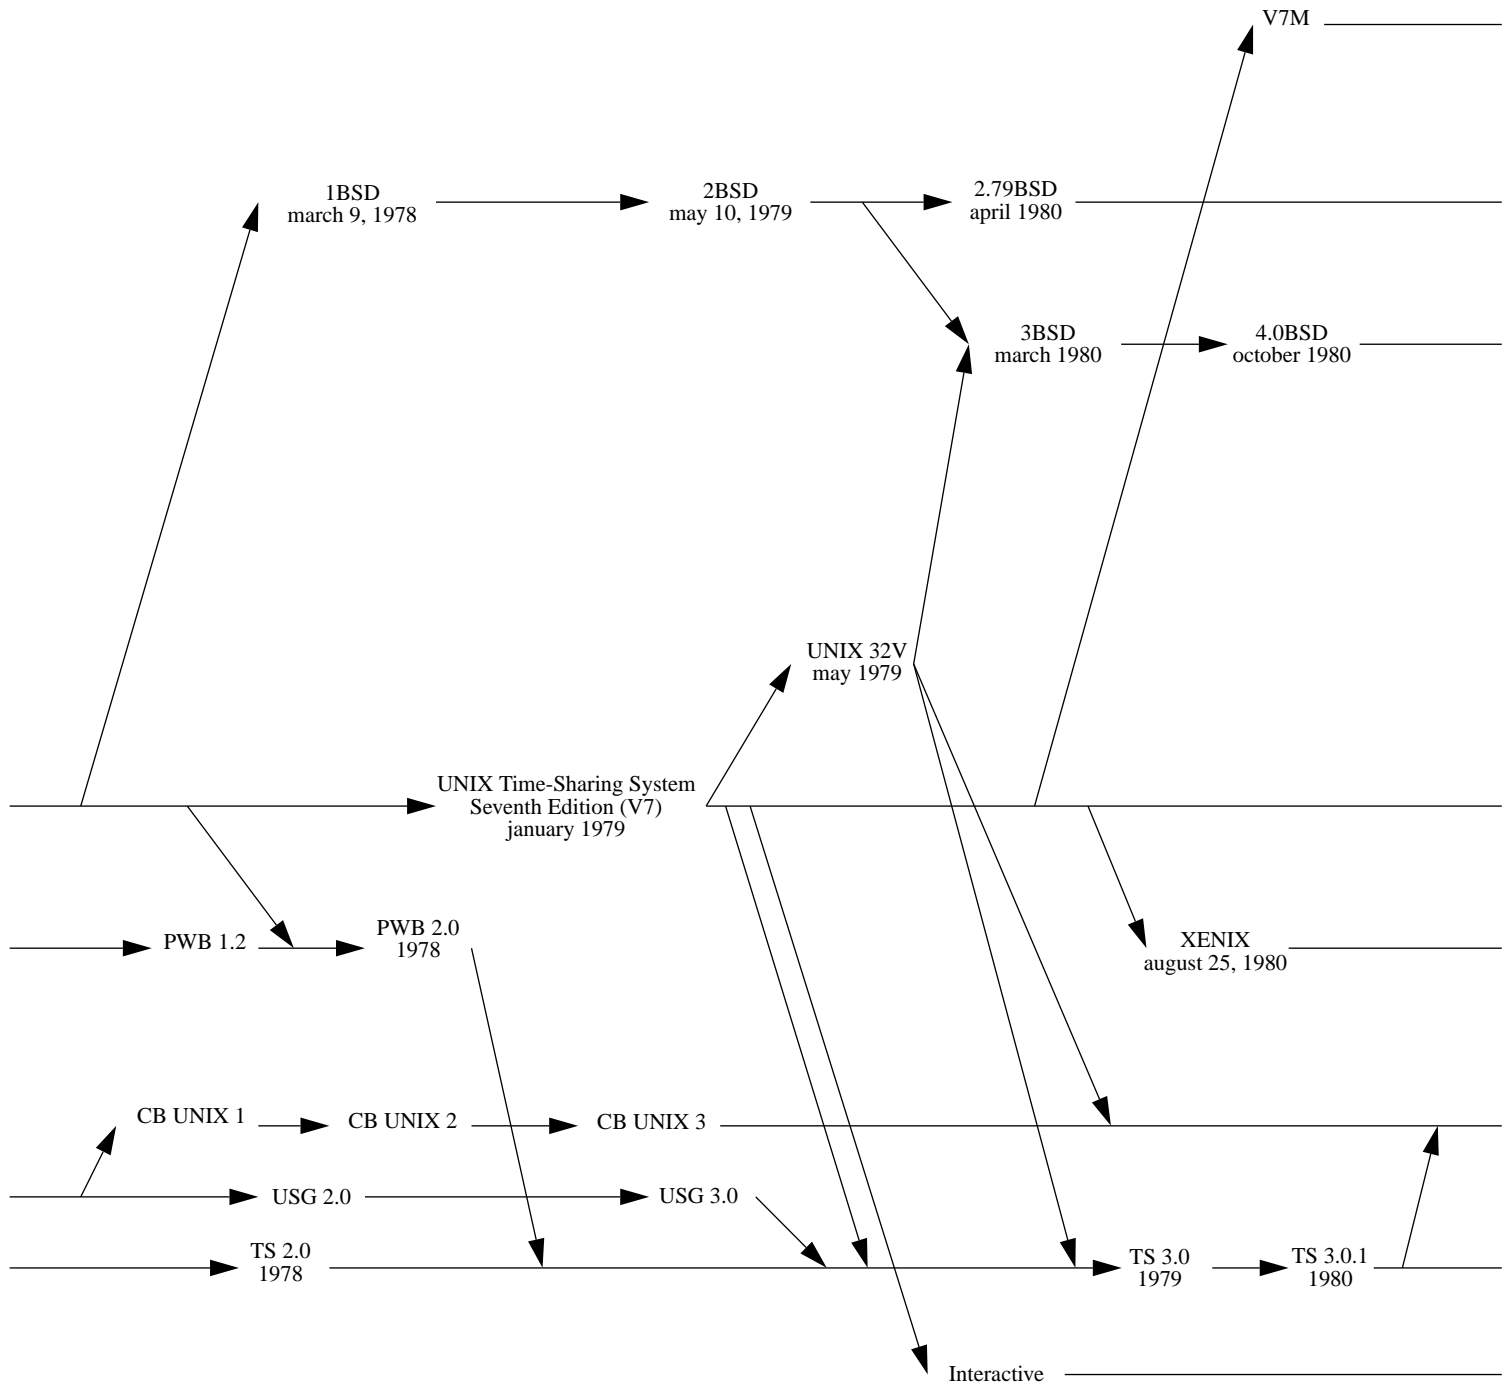 V7M
1BSD
march 9, 1978
2BSD
may 10, 1979
2.79BSD
april 1980
3BSD
march 1980
4.0BSD
october 1980
UNIX 32V
may 1979
UNIX Time-Sharing System
Seventh Edition (V7)
january 1979
PWB 1.2
PWB 2.0
1978
XENIX
august 25, 1980
CB UNIX 1
CB UNIX 2
CB UNIX 3
USG 2.0
USG 3.0
TS 2.0
1978
TS 3.0
1979
TS 3.0.1
1980
Interactive